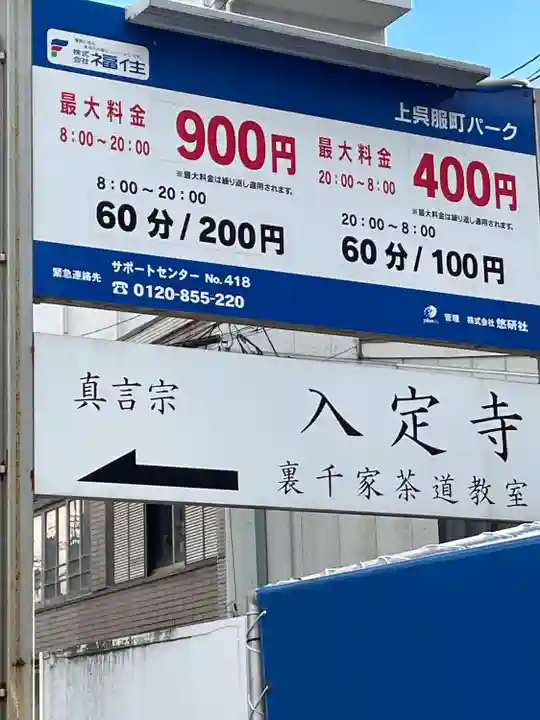 株式会社 福住
上呉服町パーク
最大料金
8:00～20:00
900円
※最大料金は繰り返し適用されます。
最大料金
20:00～8:00
400円
※最大料金は繰り返し適用されます。
8:00～20:00
60分/200円
20:00～8:00
60分/100円
緊急連絡先
サポートセンター No.418
☎ 0120-855-220
管理 株式会社 悠研社
真言宗
入定寺
裏千家茶道教室